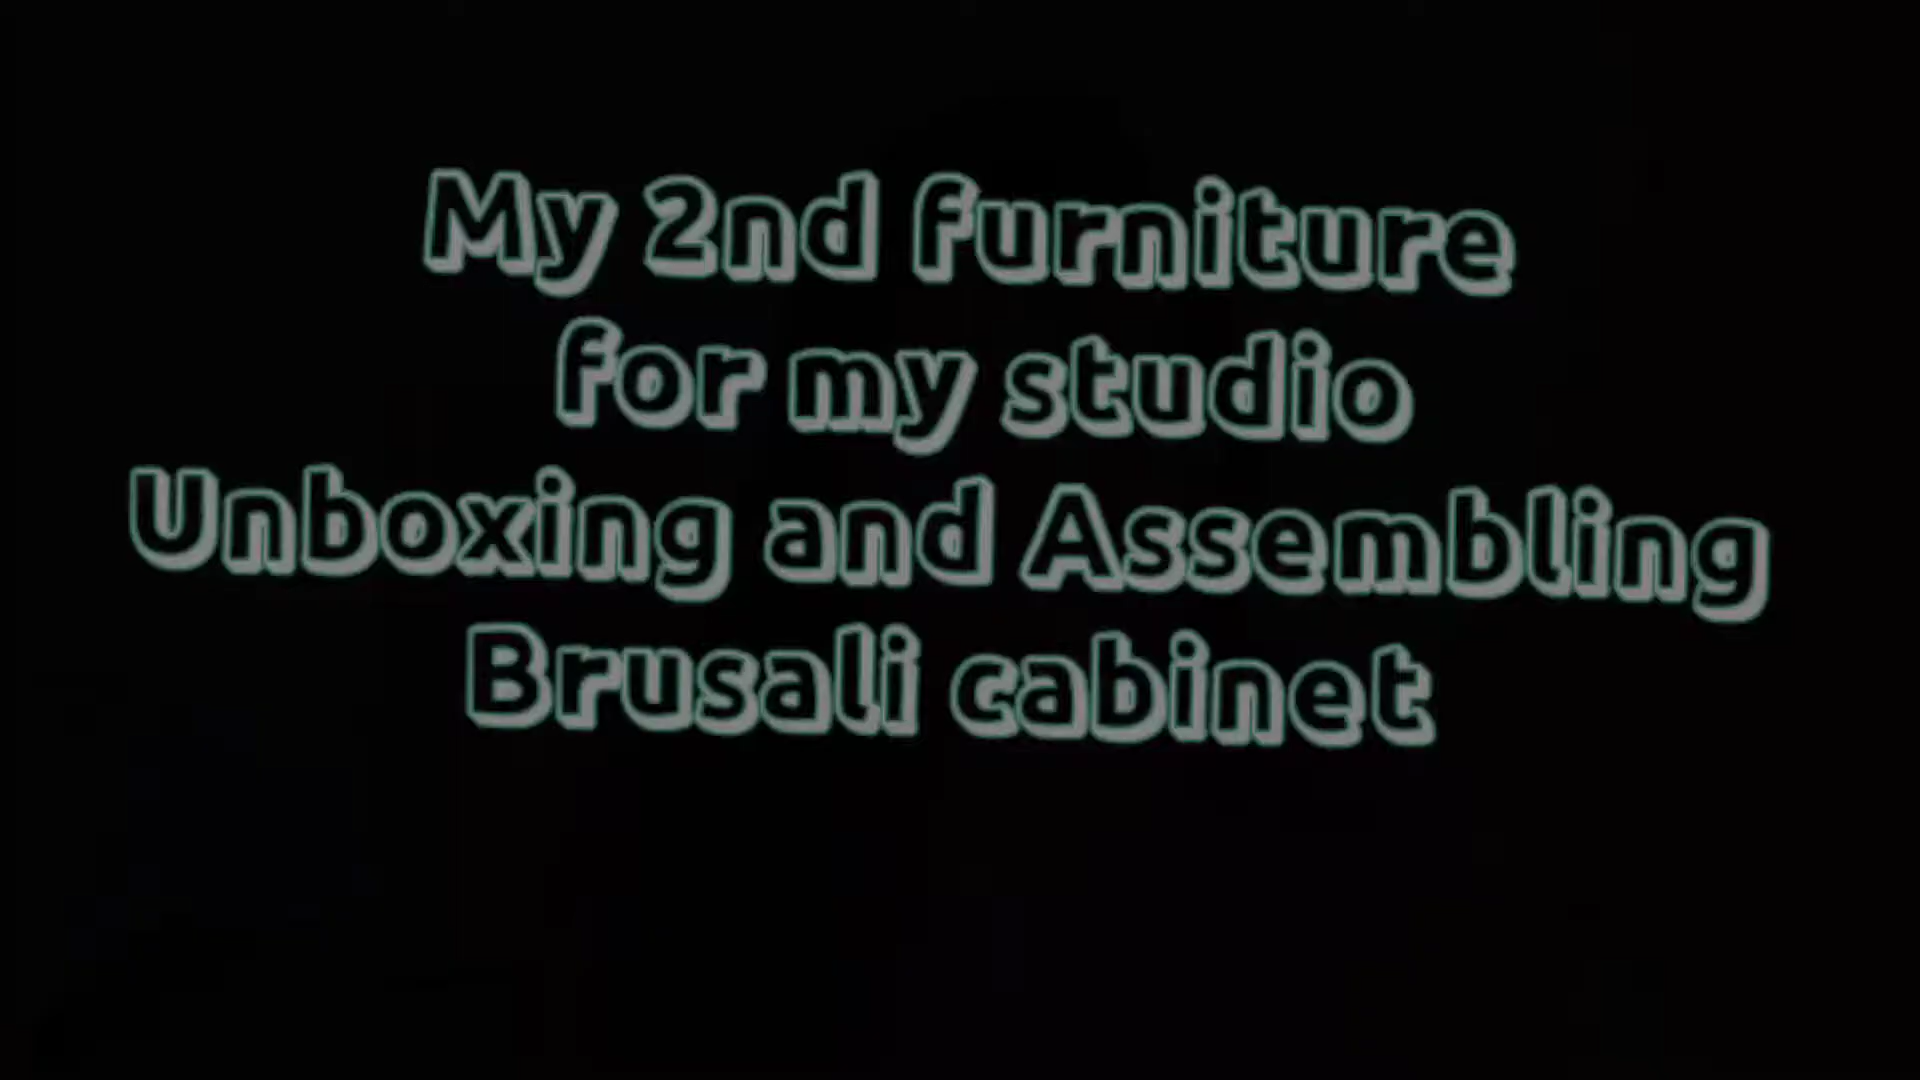 My 2nd furniture
for my studio
Unboxing and Assembling
Brusali cabinet